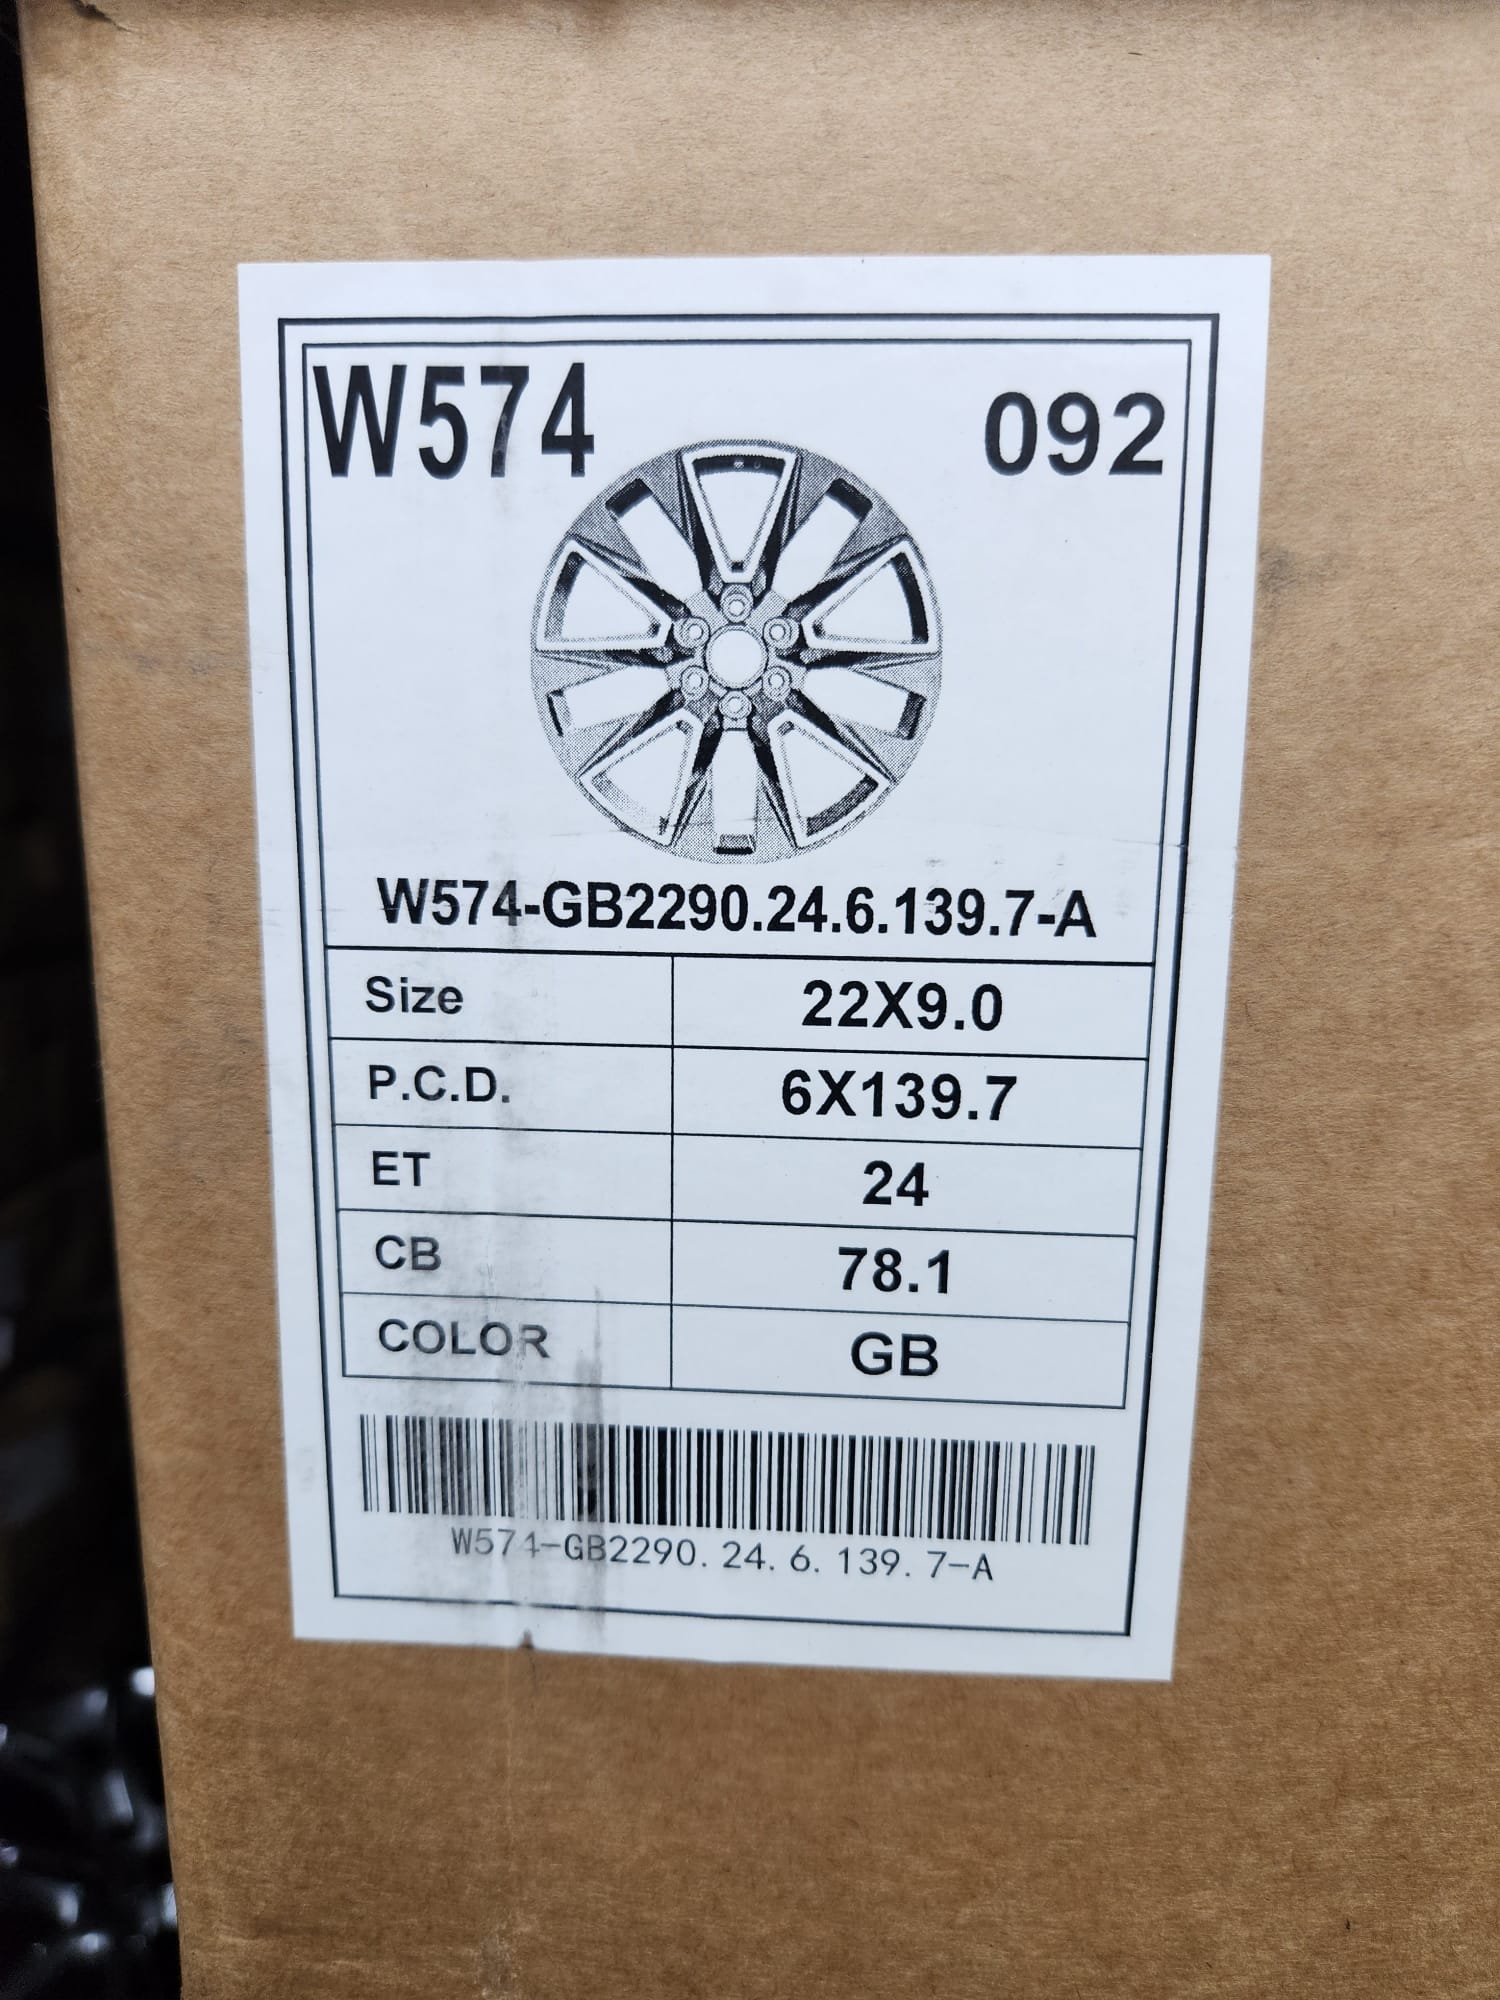 W574 092
W574-GB2290.24.6.139.7-A
Size 22X9.0
P.C.D. 6X139.7
ET 24
CB 78.1
COLOR GB
W574-GB2290.24.6.139.7-A